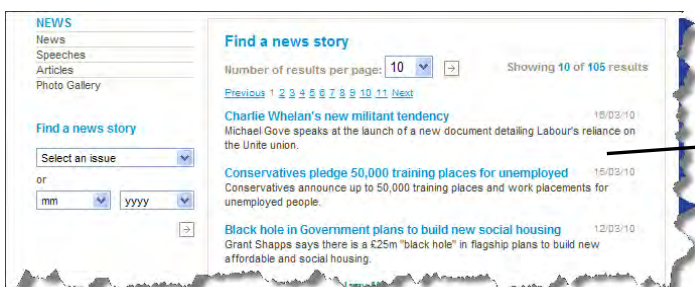 NEWS
News
Speeches
Articles
Photo Gallery
Find a news story
Select an issue
or
mm yyyy
Find a news story
Number of results per page: 10 Showing 10 of 105 results
Previous 1 2 3 4 5 6 7 8 9 10 11 Next
Charlie Whelan's new militant tendency 16/03/10
Michael Gove speaks at the launch of a new document detailing Labour's reliance on
the Unite union.
Conservatives pledge 50,000 training places for unemployed 15/03/10
Conservatives announce up to 50,000 training places and work placements for
unemployed people.
Black hole in Government plans to build new social housing 12/03/10
Grant Shapps says there is a £25m "black hole" in flagship plans to build new
affordable and social housing.